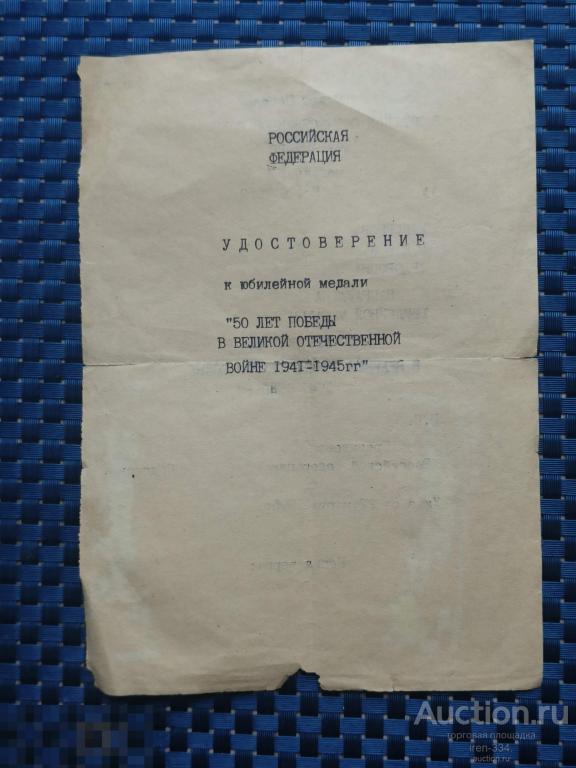 РОССИЙСКАЯ
ФЕДЕРАЦИЯ
УДОСТОВЕРЕНИЕ
к юбилейной медали
"50 ЛЕТ ПОБЕДЫ
В ВЕЛИКОЙ ОТЕЧЕСТВЕННОЙ
ВОЙНЕ 1941-1945гг"
Auction.ru
торговая площадка
iren-334
auction.ru